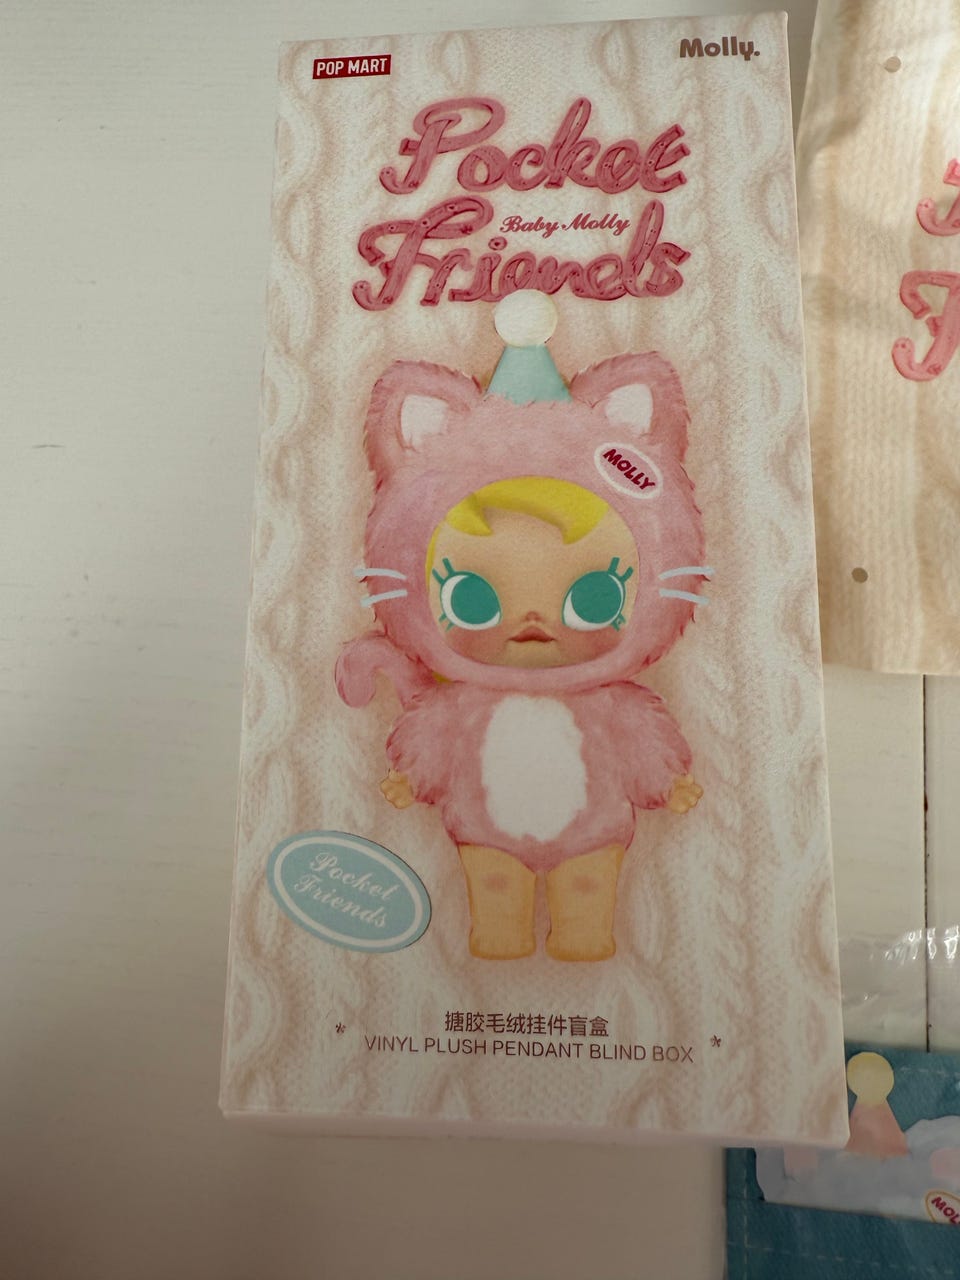 POP MART
Molly.
Pocket
Baby Molly
Friends
MOLLY
Pocket
Friends
搪胶毛绒挂件盲盒
* VINYL PLUSH PENDANT BLIND BOX *